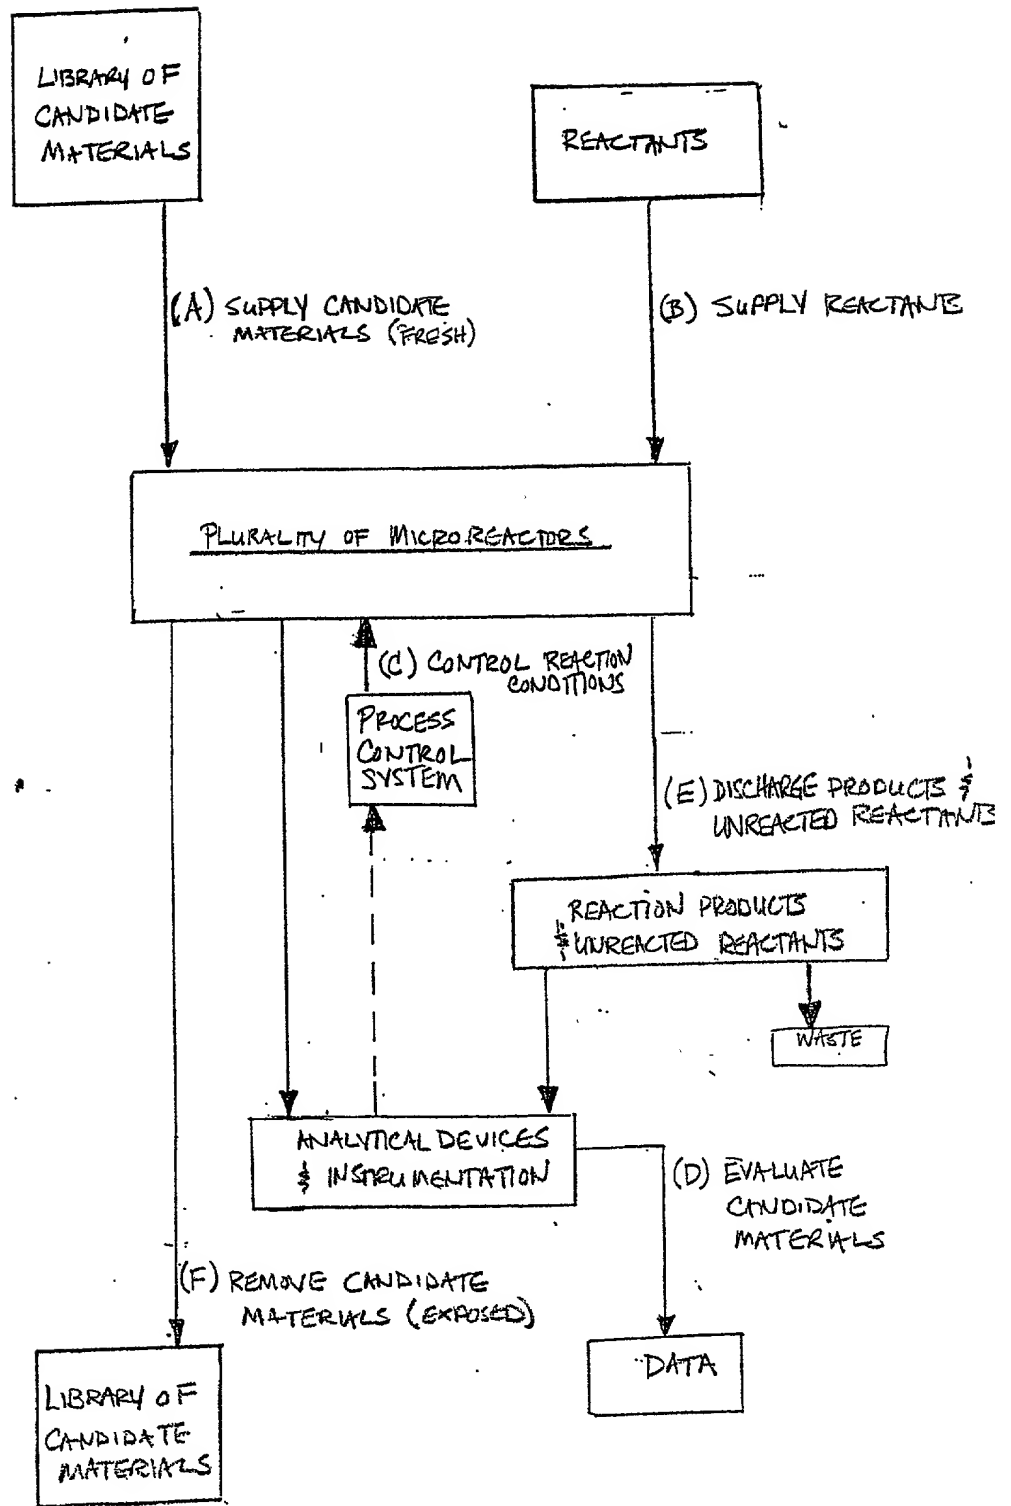 LIBRARY OF
CANDIDATE
MATERIALS
REACTANTS
(A) SUPPLY CANDIDATE
MATERIALS (FRESH)
(B) SUPPLY REACTANTS
PLURALITY OF MICROREACTORS
(C) CONTROL REACTION
CONDITIONS
PROCESS
CONTROL
SYSTEM
(E) DISCHARGE PRODUCTS &
UNREACTED REACTANTS
REACTION PRODUCTS
& UNREACTED REACTANTS
WASTE
ANALYTICAL DEVICES
& INSTRUMENTATION
(D) EVALUATE
CANDIDATE
MATERIALS
(F) REMOVE CANDIDATE
MATERIALS (EXPOSED)
DATA
LIBRARY OF
CANDIDATE
MATERIALS